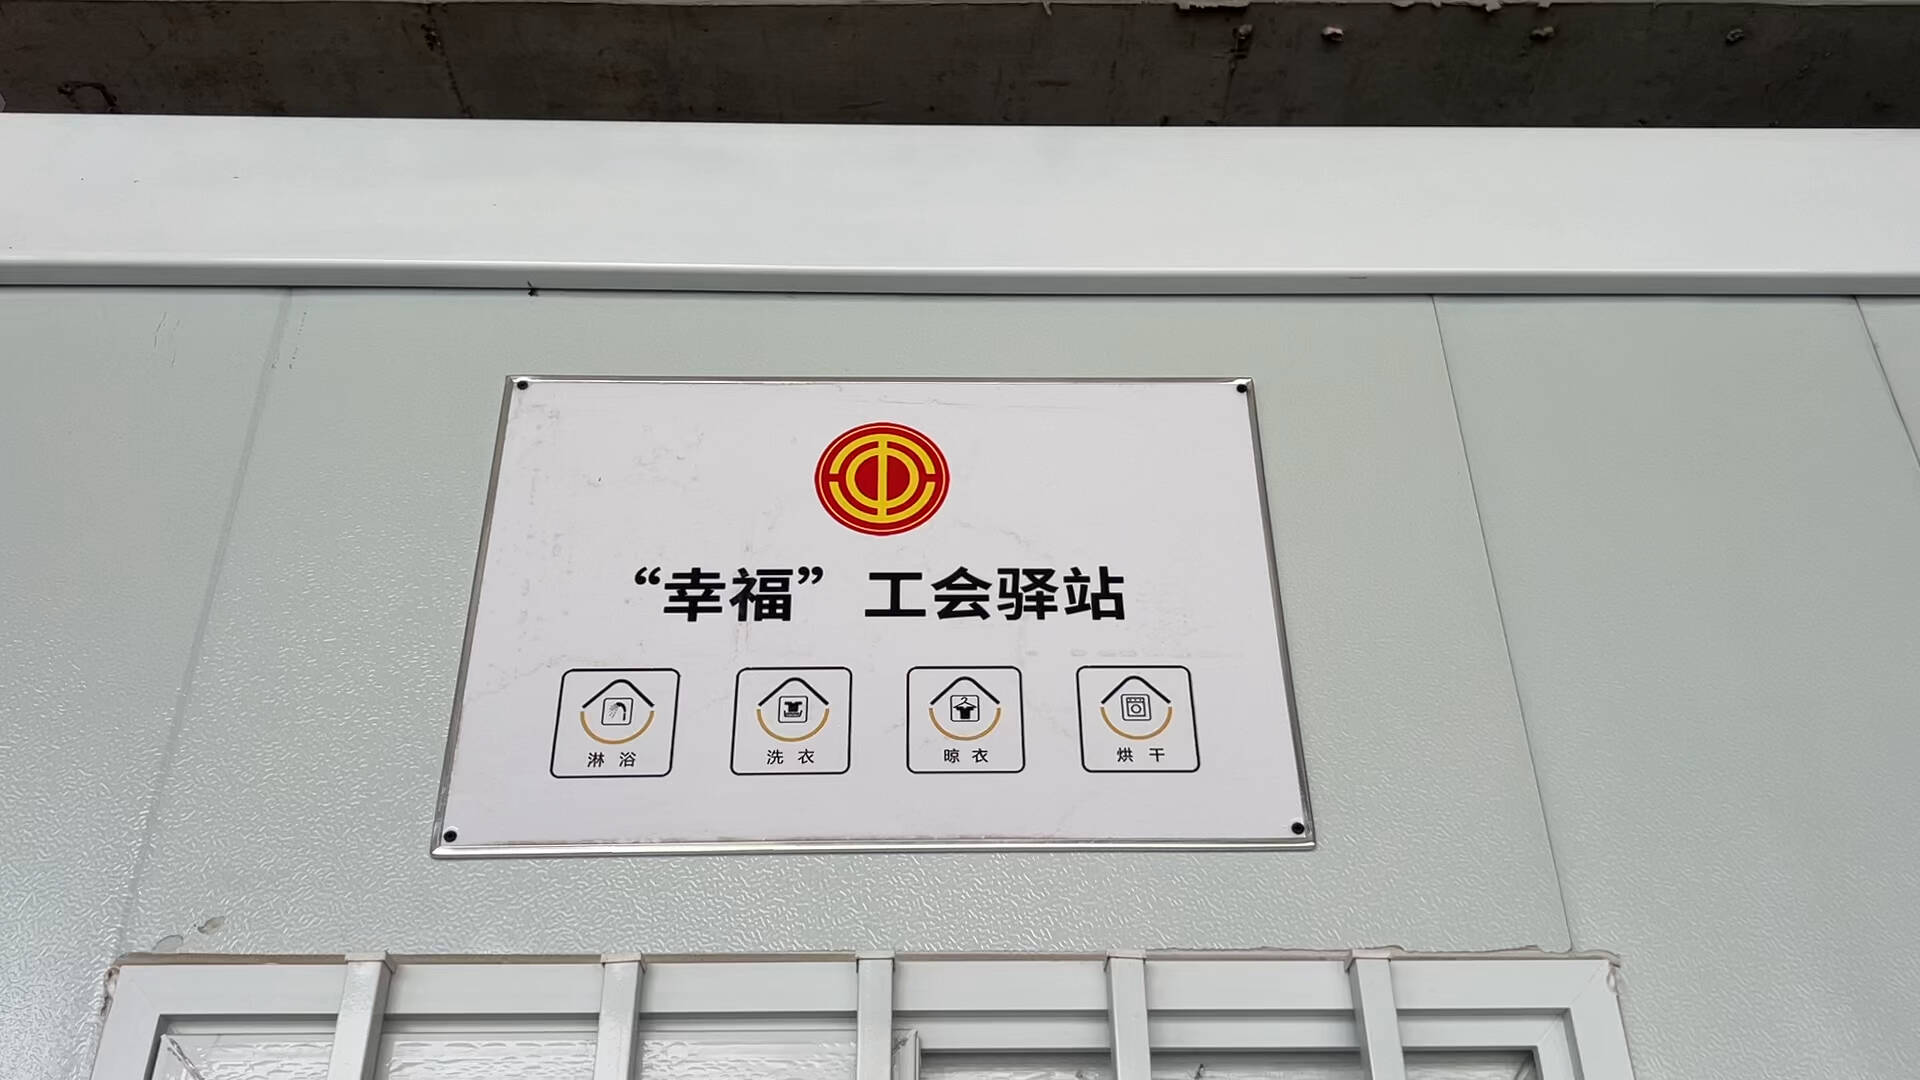 “幸福”工会驿站
淋浴 洗衣 晾衣 烘干